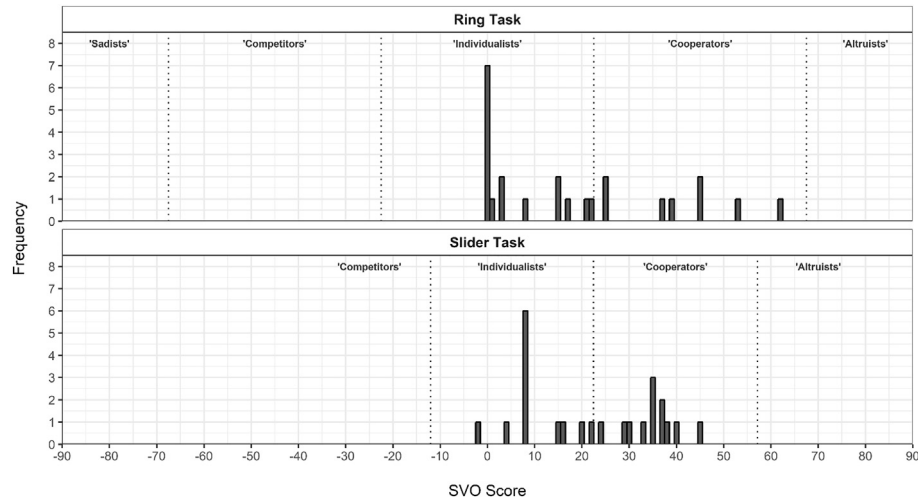 Ring Task
'Sadists' 'Competitors' 'Individualists' 'Cooperators' 'Altruists'
8
7
6
5
4
3
2
1
0
Frequency
Slider Task
'Competitors' 'Individualists' 'Cooperators' 'Altruists'
8
7
6
5
4
3
2
1
0
-90 -80 -70 -60 -50 -40 -30 -20 -10 0 10 20 30 40 50 60 70 80 90
SVO Score